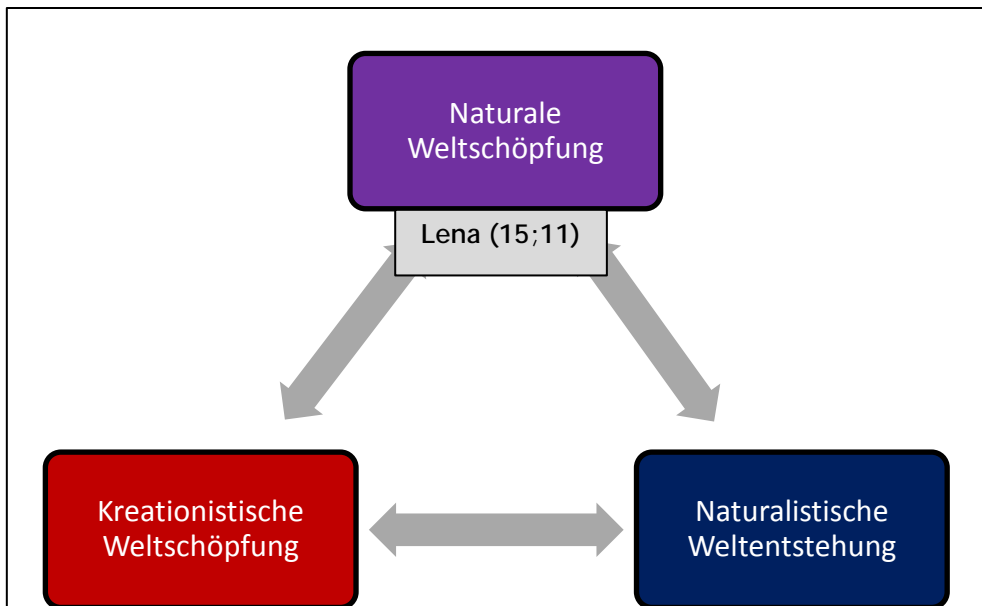 Naturale
Weltschöpfung
Lena (15;11)
Kreationistische
Weltschöpfung
Naturalistische
Weltentstehung